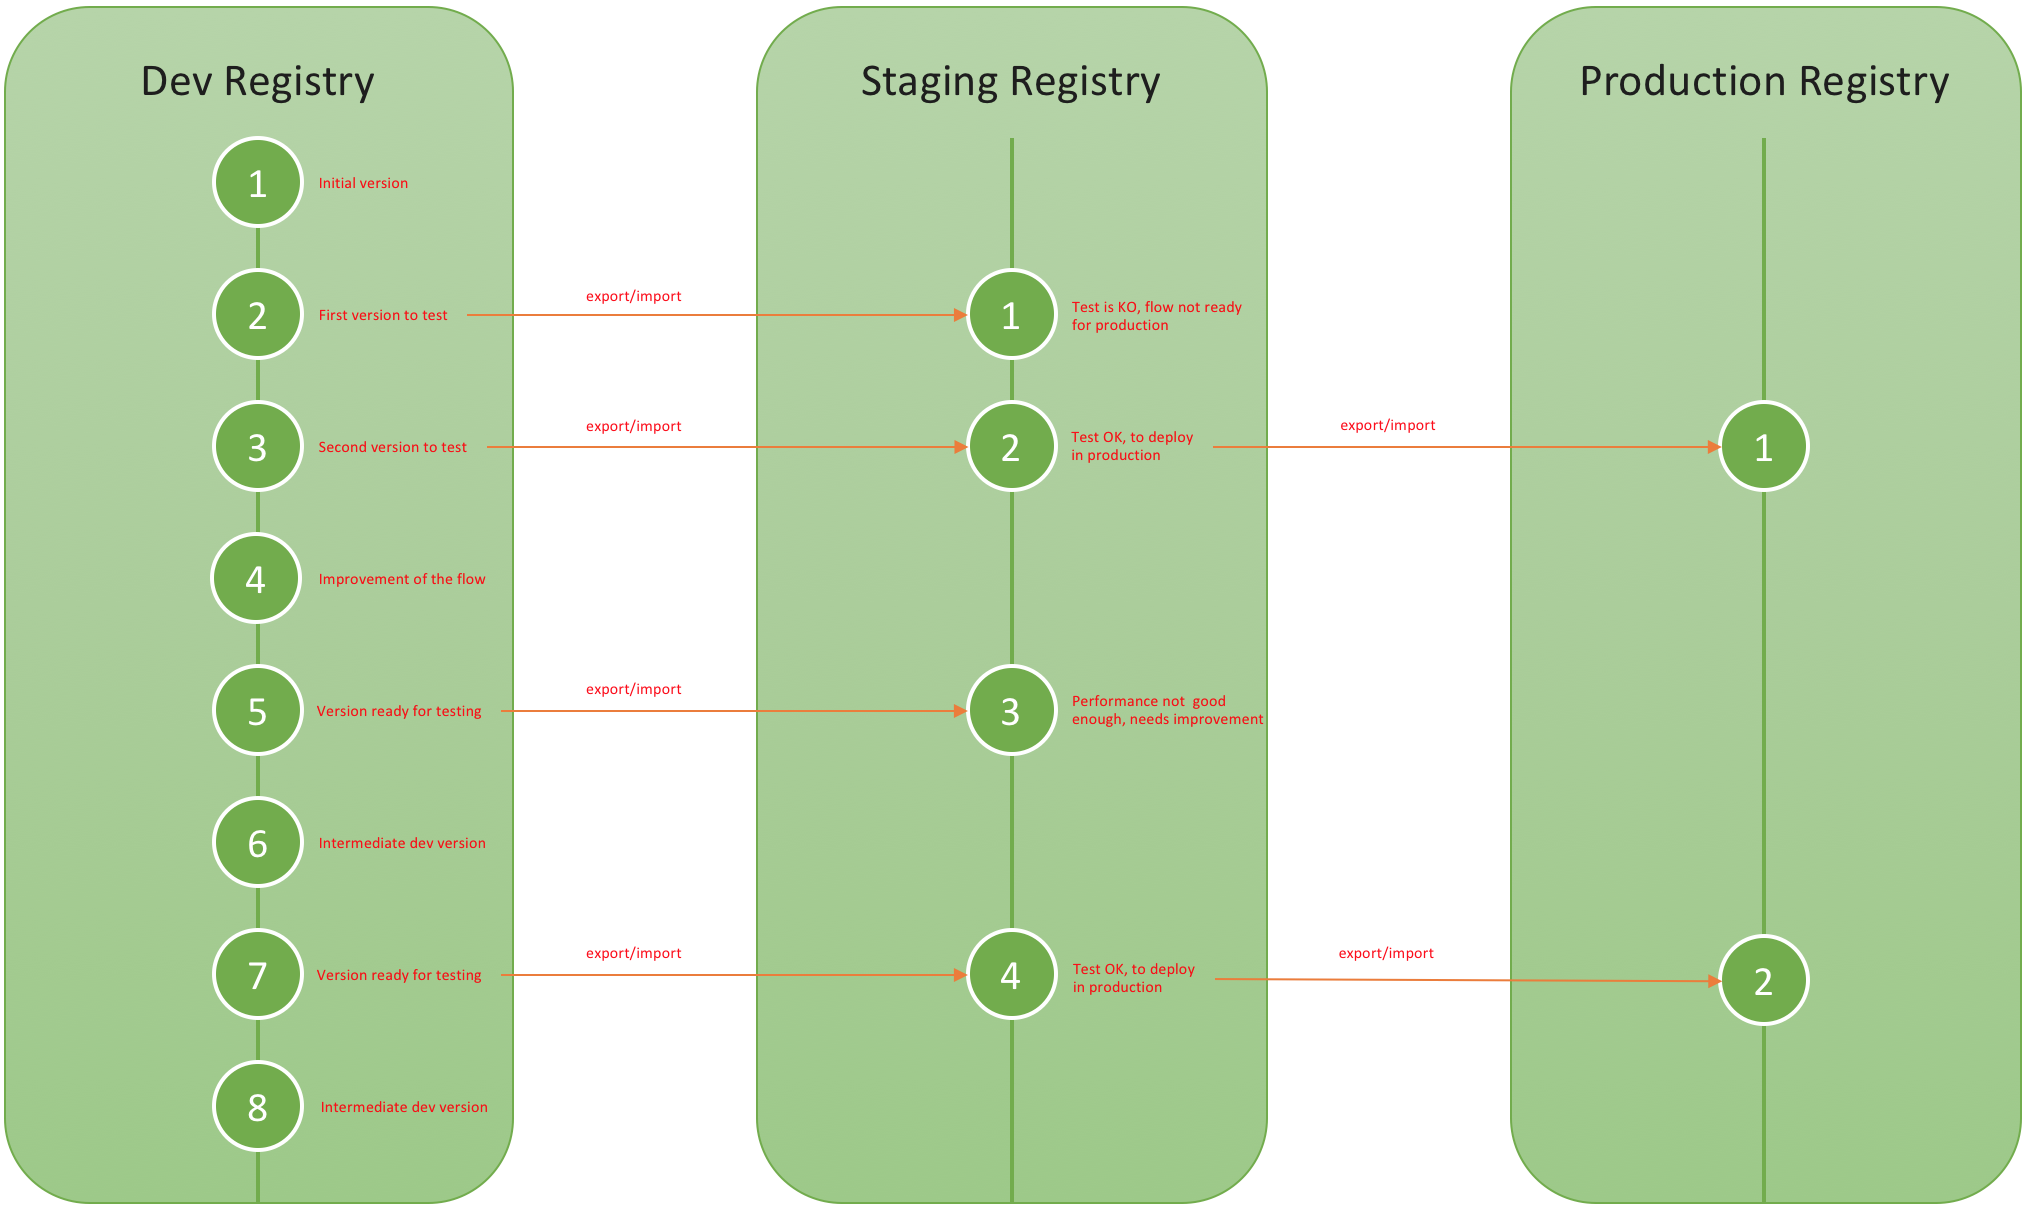 Dev Registry
Staging Registry
Production Registry
1
Initial version
2
First version to test
export/import
1
Test is KO, flow not ready
for production
3
Second version to test
export/import
2
Test OK, to deploy
in production
export/import
1
4
Improvement of the flow
5
Version ready for testing
export/import
3
Performance not  good
enough, needs improvement
6
Intermediate dev version
7
Version ready for testing
export/import
4
Test OK, to deploy
in production
export/import
2
8
Intermediate dev version